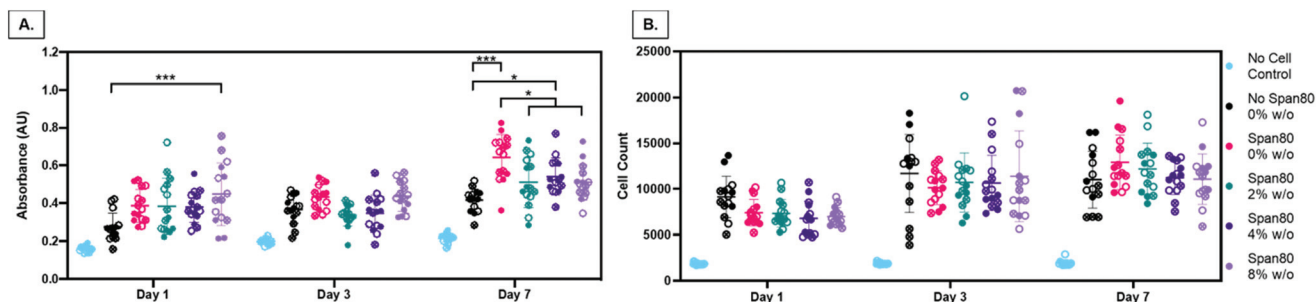 A.
Absorbance (AU)
1.2
1.0
0.8
0.6
0.4
0.2
0.0
***
***
*
*
Day 1
Day 3
Day 7
B.
Cell Count
25000
20000
15000
10000
5000
0
Day 1
Day 3
Day 7
No Cell
Control
No Span80
0% w/o
Span80
0% w/o
Span80
2% w/o
Span80
4% w/o
Span80
8% w/o